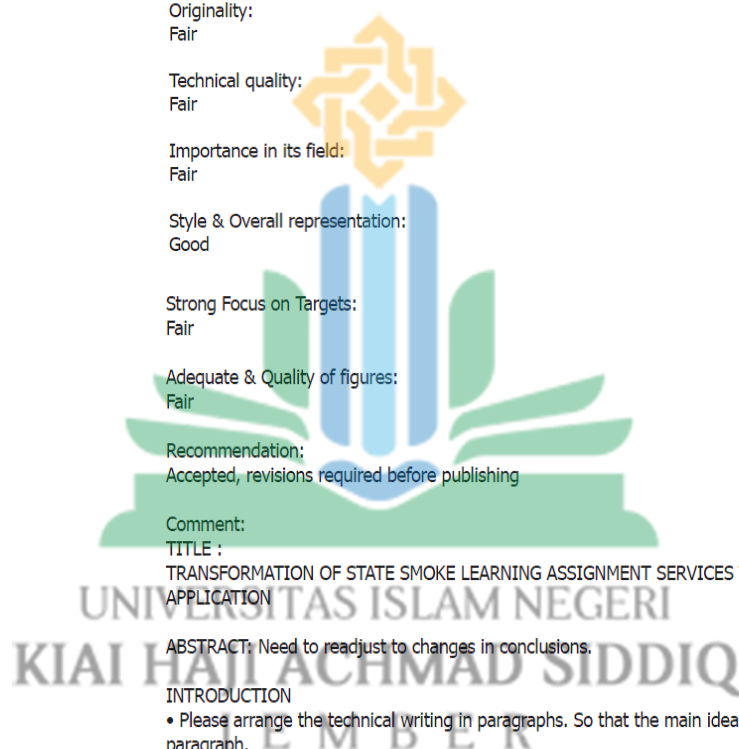 Originality:
Fair
Technical quality:
Fair
Importance in its field:
Fair
Style & Overall representation:
Good
Strong Focus on Targets:
Fair
Adequate & Quality of figures:
Fair
Recommendation:
Accepted, revisions required before publishing
Comment:
TITLE :
TRANSFORMATION OF STATE SMOKE LEARNING ASSIGNMENT SERVICES
APPLICATION
UNIVERSITAS ISLAM NEGERI
ABSTRACT: Need to readjust to changes in conclusions.
KIAI HAJI ACHMAD SIDDIQ
INTRODUCTION
• Please arrange the technical writing in paragraphs. So that the main idea
J E M B E R
paragraph.